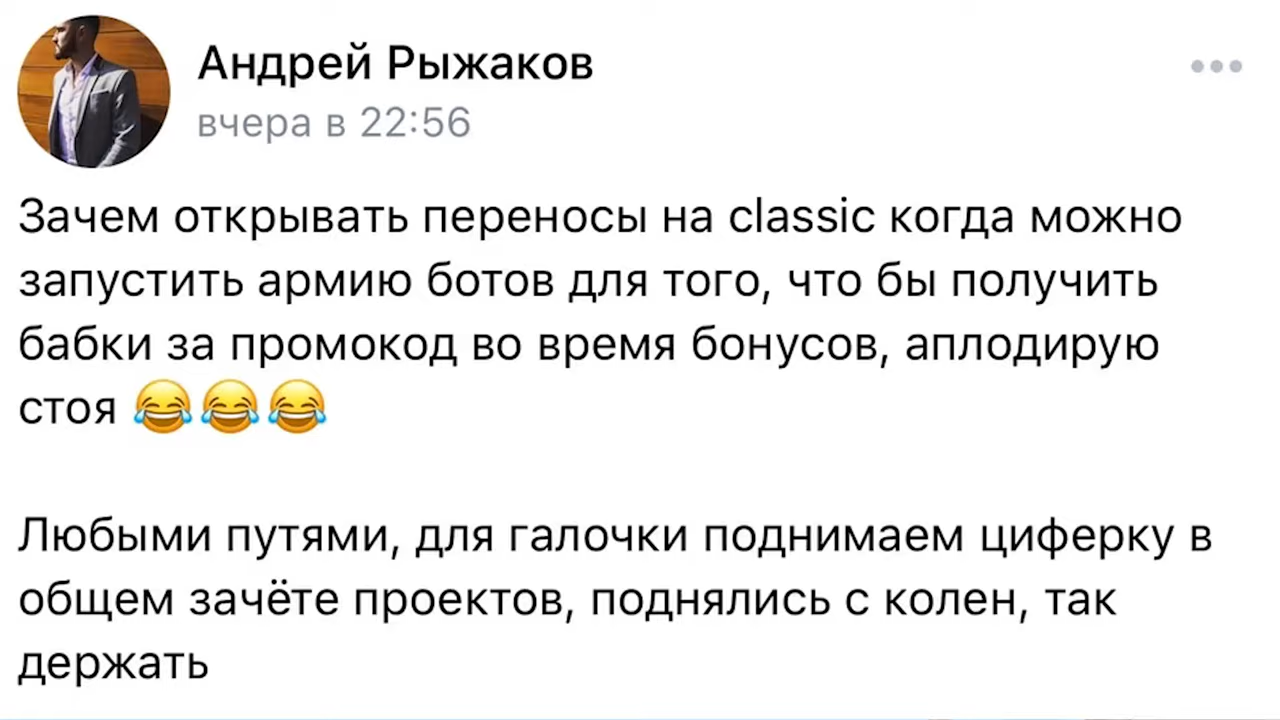 Андрей Рыжаков
вчера в 22:56
Зачем открывать переносы на classic когда можно
запустить армию ботов для того, что бы получить
бабки за промокод во время бонусов, аплодирую
стоя 😂😂😂
Любыми путями, для галочки поднимаем циферку в
общем зачёте проектов, поднялись с колен, так
держать